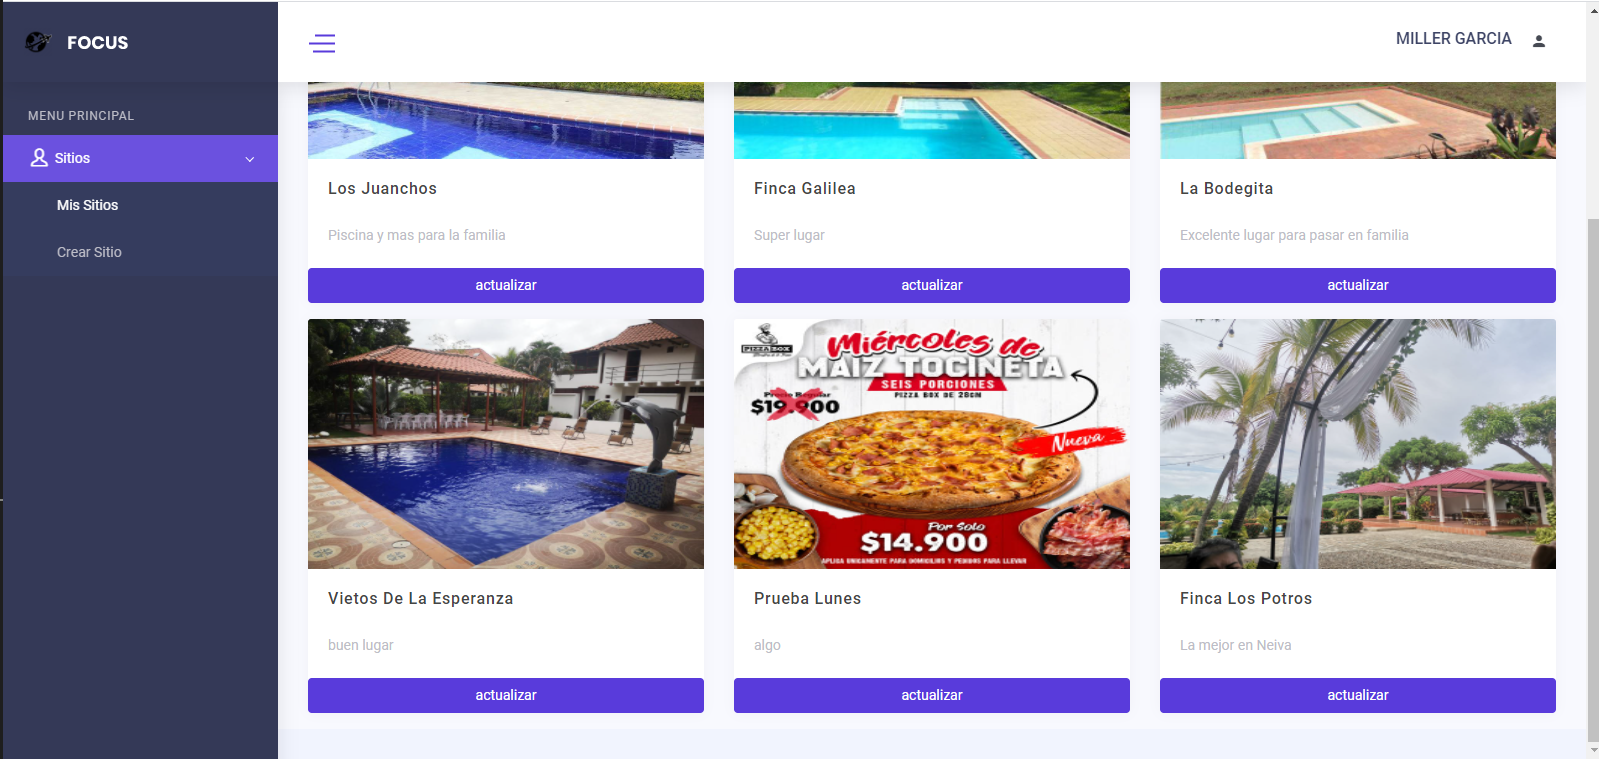 FOCUS
MILLER GARCIA
MENU PRINCIPAL
Sitios
Mis Sitios
Crear Sitio
Los Juanchos
Piscina y mas para la familia
actualizar
Finca Galilea
Super lugar
actualizar
La Bodegita
Excelente lugar para pasar en familia
actualizar
Vietos De La Esperanza
buen lugar
actualizar
PIZZA BOX
Miércoles de
MAIZ TOCINETA
SEIS PORCIONES
PIZZA BOX DE 28CM
Precio Regular
$19.900
Nueva
Por Solo
$14.900
APLICA UNICAMENTE PARA DOMICILIOS Y PEDIDOS PARA LLEVAR
Prueba Lunes
algo
actualizar
Finca Los Potros
La mejor en Neiva
actualizar